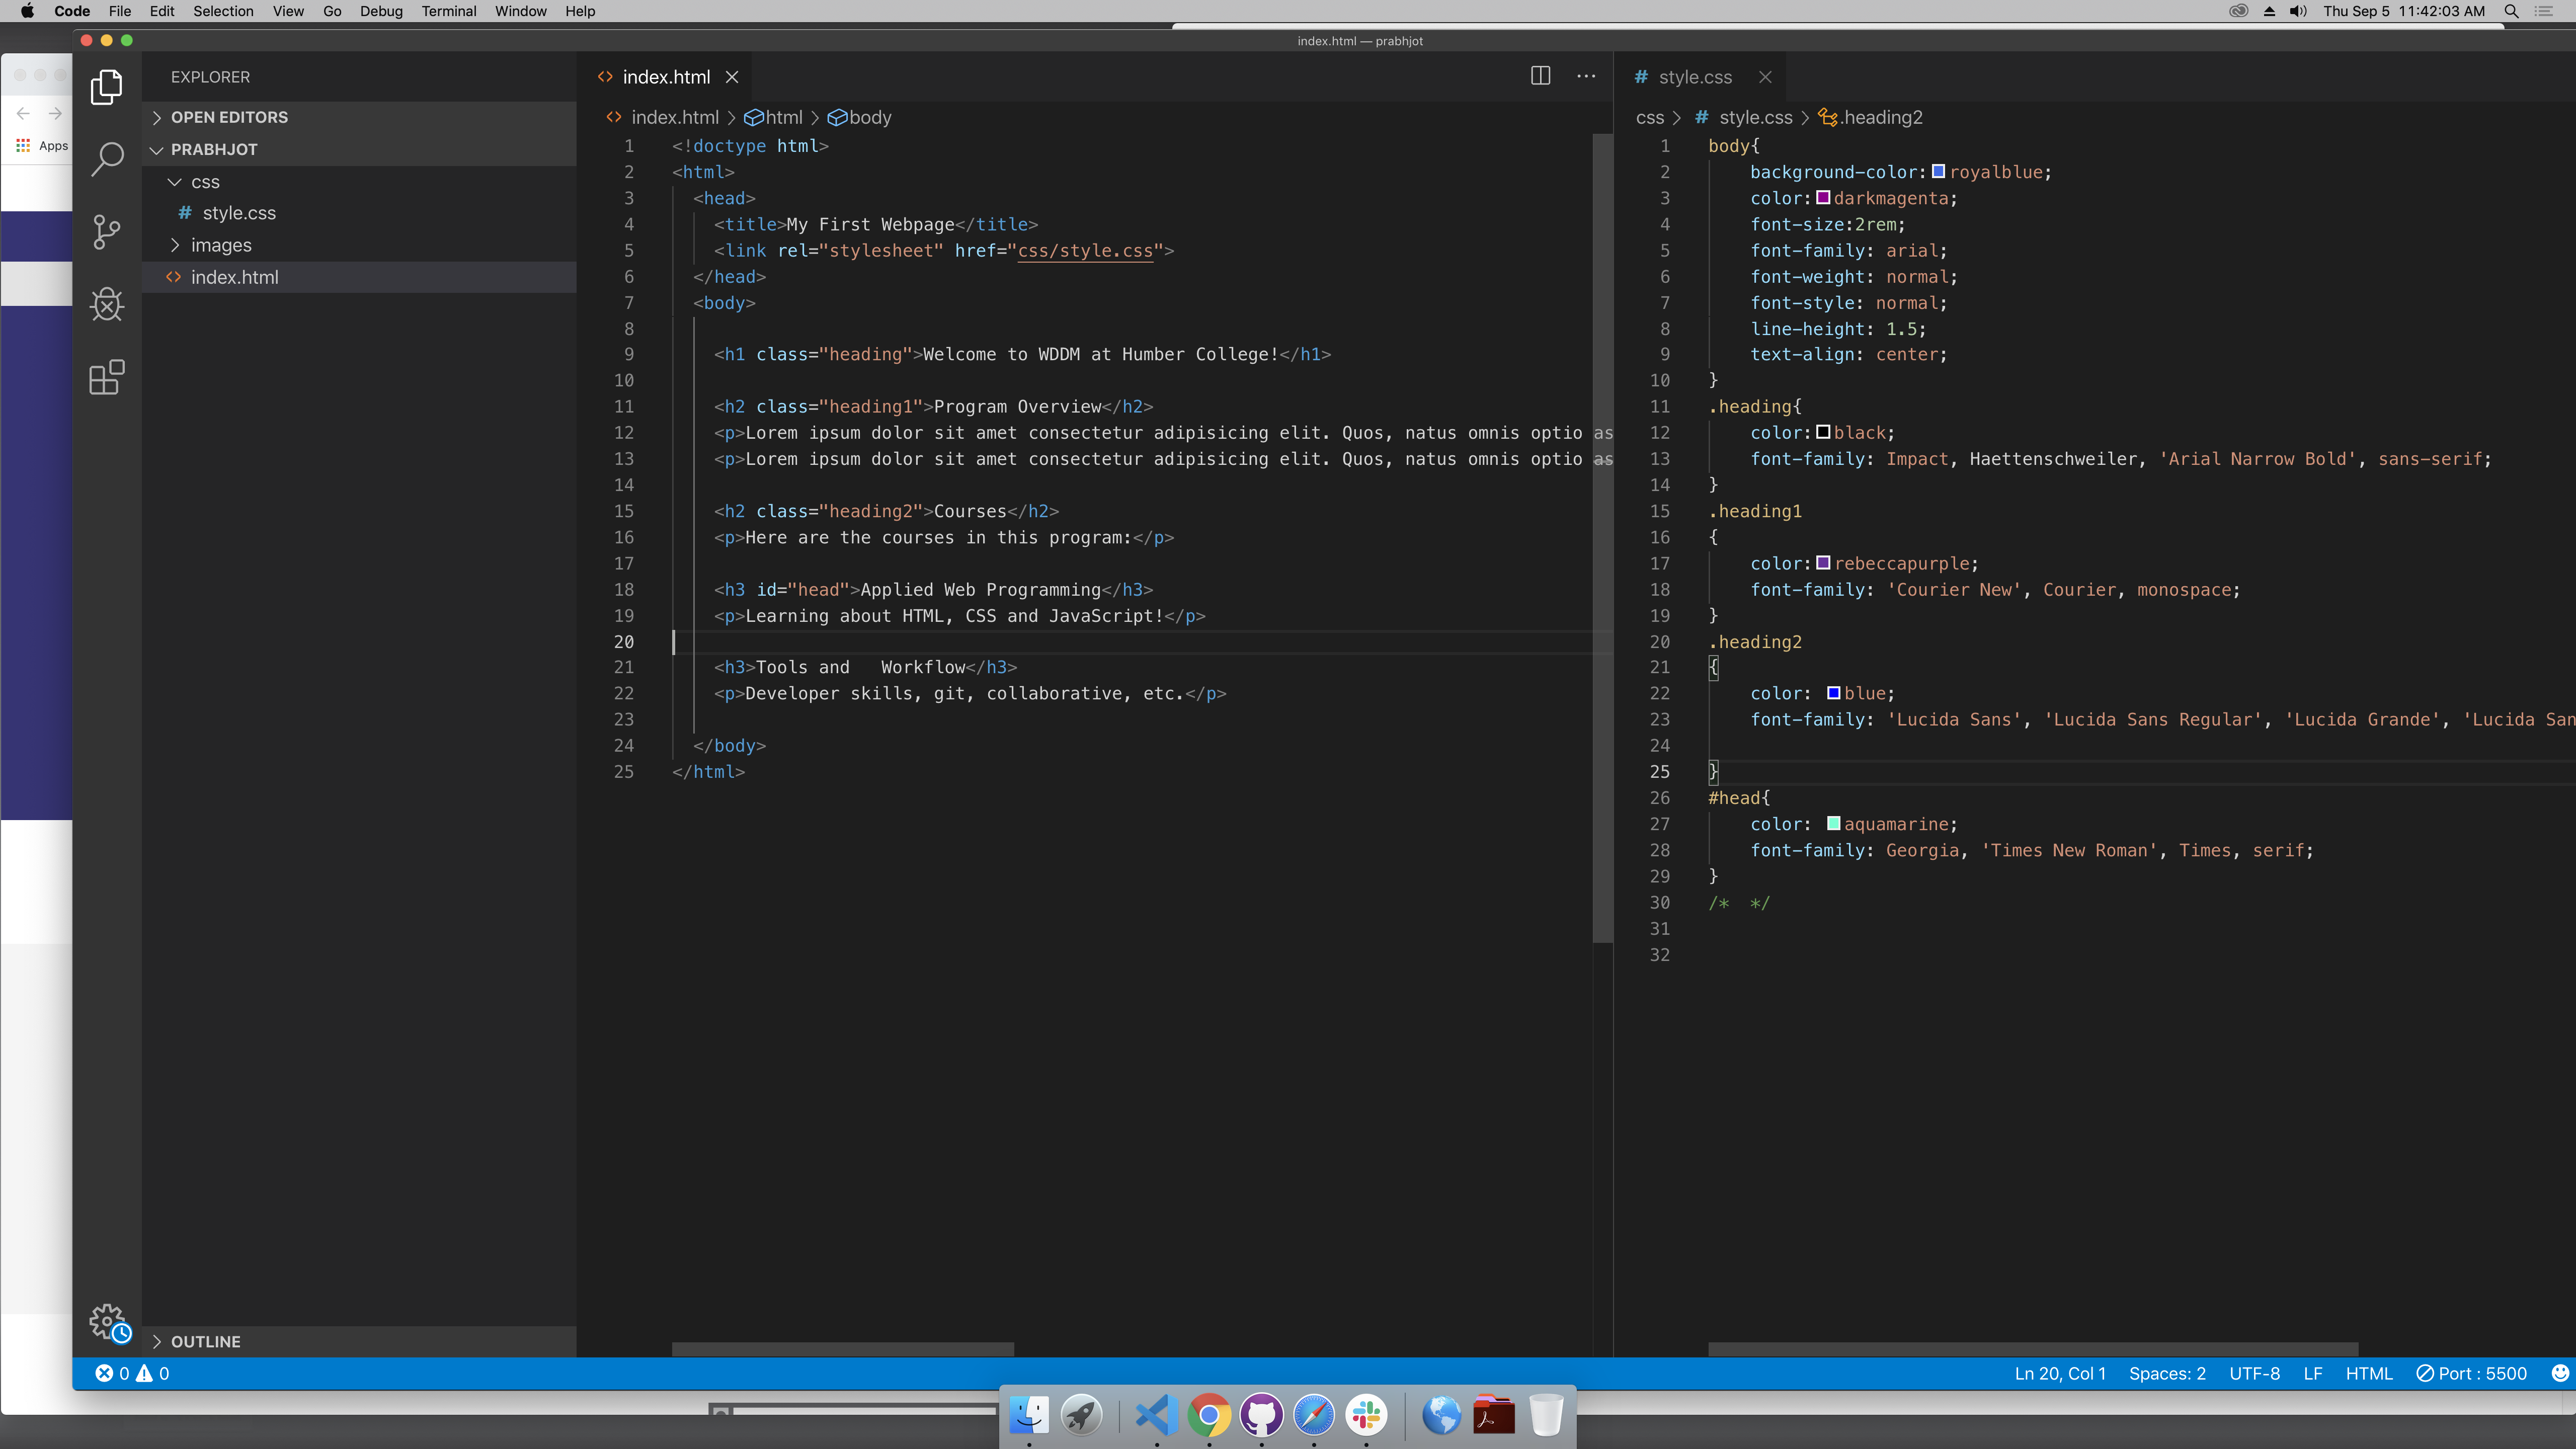 Code File Edit Selection View Go Debug Terminal Window Help
Thu Sep 5 11:42:03 AM
index.html — prabhjot
Apps
EXPLORER
OPEN EDITORS
PRABHJOT
css
# style.css
images
<> index.html
OUTLINE
<> index.html ×
<> index.html > html > body
1 <!doctype html>
2 <html>
3 <head>
4 <title>My First Webpage</title>
5 <link rel="stylesheet" href="css/style.css">
6 </head>
7 <body>
8
9 <h1 class="heading">Welcome to WDDM at Humber College!</h1>
10
11 <h2 class="heading1">Program Overview</h2>
12 <p>Lorem ipsum dolor sit amet consectetur adipisicing elit. Quos, natus omnis optio as
13 <p>Lorem ipsum dolor sit amet consectetur adipisicing elit. Quos, natus omnis optio as
14
15 <h2 class="heading2">Courses</h2>
16 <p>Here are the courses in this program:</p>
17
18 <h3 id="head">Applied Web Programming</h3>
19 <p>Learning about HTML, CSS and JavaScript!</p>
20
21 <h3>Tools and   Workflow</h3>
22 <p>Developer skills, git, collaborative, etc.</p>
23
24 </body>
25 </html>
# style.css ×
css > # style.css > .heading2
1 body{
2 background-color: royalblue;
3 color: darkmagenta;
4 font-size:2rem;
5 font-family: arial;
6 font-weight: normal;
7 font-style: normal;
8 line-height: 1.5;
9 text-align: center;
10 }
11 .heading{
12 color: black;
13 font-family: Impact, Haettenschweiler, 'Arial Narrow Bold', sans-serif;
14 }
15 .heading1
16 {
17 color: rebeccapurple;
18 font-family: 'Courier New', Courier, monospace;
19 }
20 .heading2
21 {
22 color: blue;
23 font-family: 'Lucida Sans', 'Lucida Sans Regular', 'Lucida Grande', 'Lucida San
24
25 }
26 #head{
27 color: aquamarine;
28 font-family: Georgia, 'Times New Roman', Times, serif;
29 }
30 /*  */
31
32
0 0
Ln 20, Col 1 Spaces: 2 UTF-8 LF HTML Port : 5500